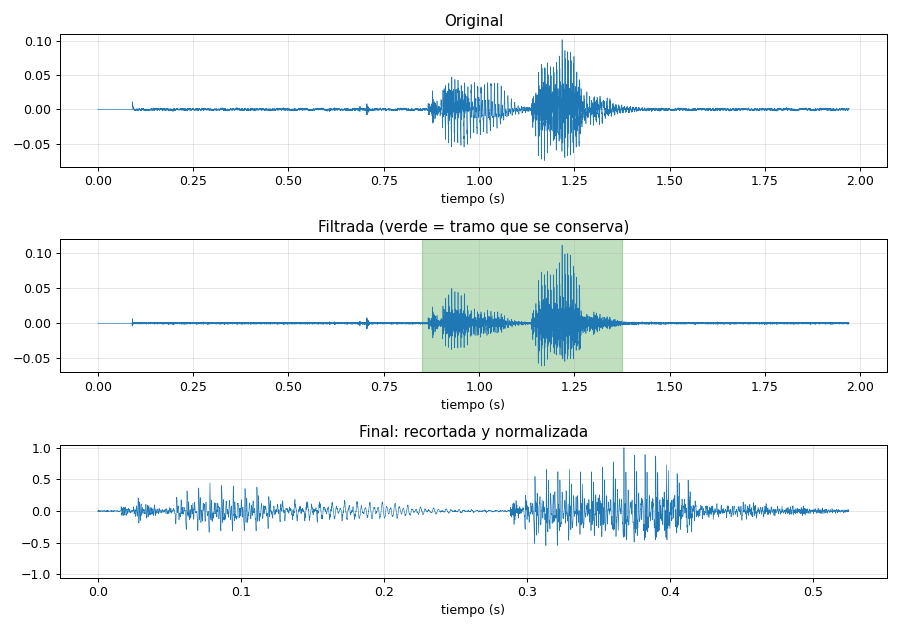 Original
0.10
0.05
0.00
−0.05
0.00 0.25 0.50 0.75 1.00 1.25 1.50 1.75 2.00
tiempo (s)
Filtrada (verde = tramo que se conserva)
0.10
0.05
0.00
−0.05
0.00 0.25 0.50 0.75 1.00 1.25 1.50 1.75 2.00
tiempo (s)
Final: recortada y normalizada
1.0
0.5
0.0
−0.5
−1.0
0.0 0.1 0.2 0.3 0.4 0.5
tiempo (s)